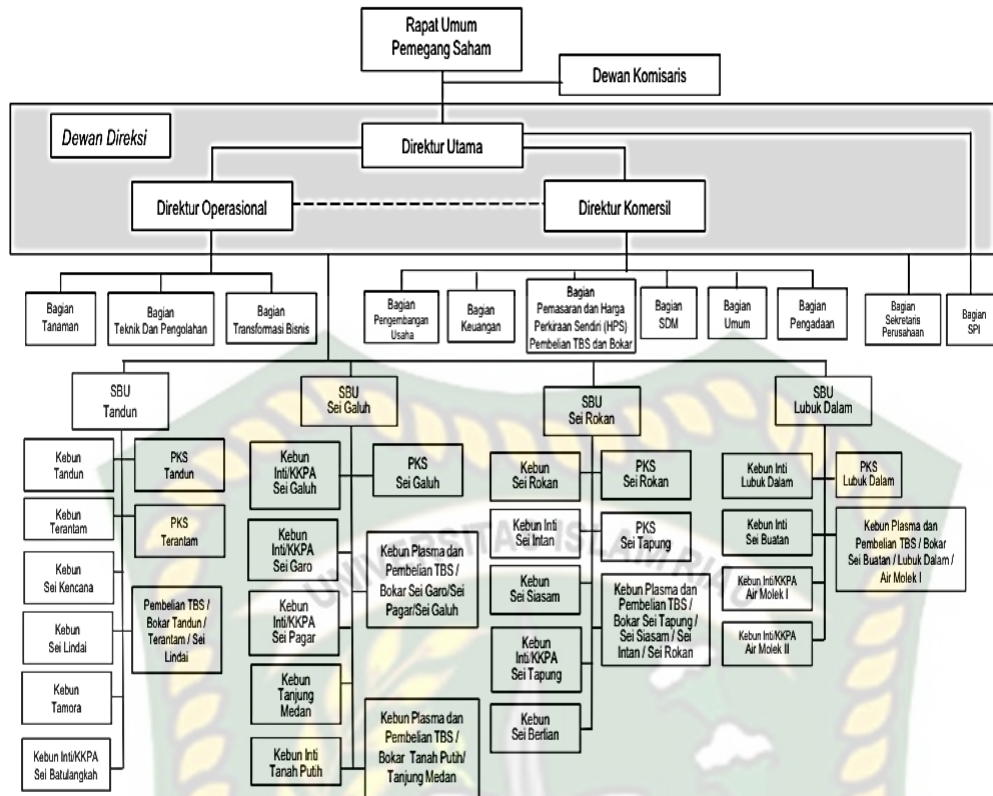 Rapat Umum
Pemegang Saham
Dewan Komisaris
Dewan Direksi
Direktur Utama
Direktur Operasional
Direktur Komersil
Bagian
Tanaman
Bagian
Teknik Dan Pengolahan
Bagian
Transformasi Bisnis
Bagian
Pengembangan
Usaha
Bagian
Keuangan
Bagian
Pemasaran dan Harga
Perkiraan Sendiri (HPS)
Pembelian TBS dan Bokar
Bagian
SDM
Bagian
Umum
Bagian
Pengadaan
Bagian
Sekretaris
Perusahaan
Bagian
SPI
SBU
Tandun
Kebun
Tandun
PKS
Tandun
Kebun
Terantam
PKS
Terantam
Kebun
Sei Kencana
Pembelian TBS /
Bokar Tandun /
Terantam / Sei
Lindai
Kebun
Sei Lindai
Kebun
Tamora
Kebun Inti/KKPA
Sei Batulangkah
SBU
Sei Galuh
Kebun
Inti/KKPA
Sei Galuh
PKS
Sei Galuh
Kebun
Inti/KKPA
Sei Garo
Kebun Plasma dan
Pembelian TBS /
Bokar Sei Garo/Sei
Pagar/Sei Galuh
Kebun
Inti/KKPA
Sei Pagar
Kebun
Tanjung
Medan
Kebun Inti
Tanah Putih
Kebun Plasma dan
Pembelian TBS /
Bokar Tanah Putih/
Tanjung Medan
SBU
Sei Rokan
Kebun
Sei Rokan
PKS
Sei Rokan
Kebun Inti
Sei Intan
PKS
Sei Tapung
Kebun
Sei Siasam
Kebun Plasma dan
Pembelian TBS /
Bokar Sei Tapung /
Sei Siasam / Sei
Intan / Sei Rokan
Kebun
Inti/KKPA
Sei Tapung
Kebun
Sei Berlian
SBU
Lubuk Dalam
Kebun Inti
Lubuk Dalam
PKS
Lubuk Dalam
Kebun Inti
Sei Buatan
Kebun Plasma dan
Pembelian TBS / Bokar
Sei Buatan / Lubuk Dalam /
Air Molek I
Kebun Inti/KKPA
Air Molek I
Kebun Inti/KKPA
Air Molek II
UNIVERSITAS ISLAM RIAU